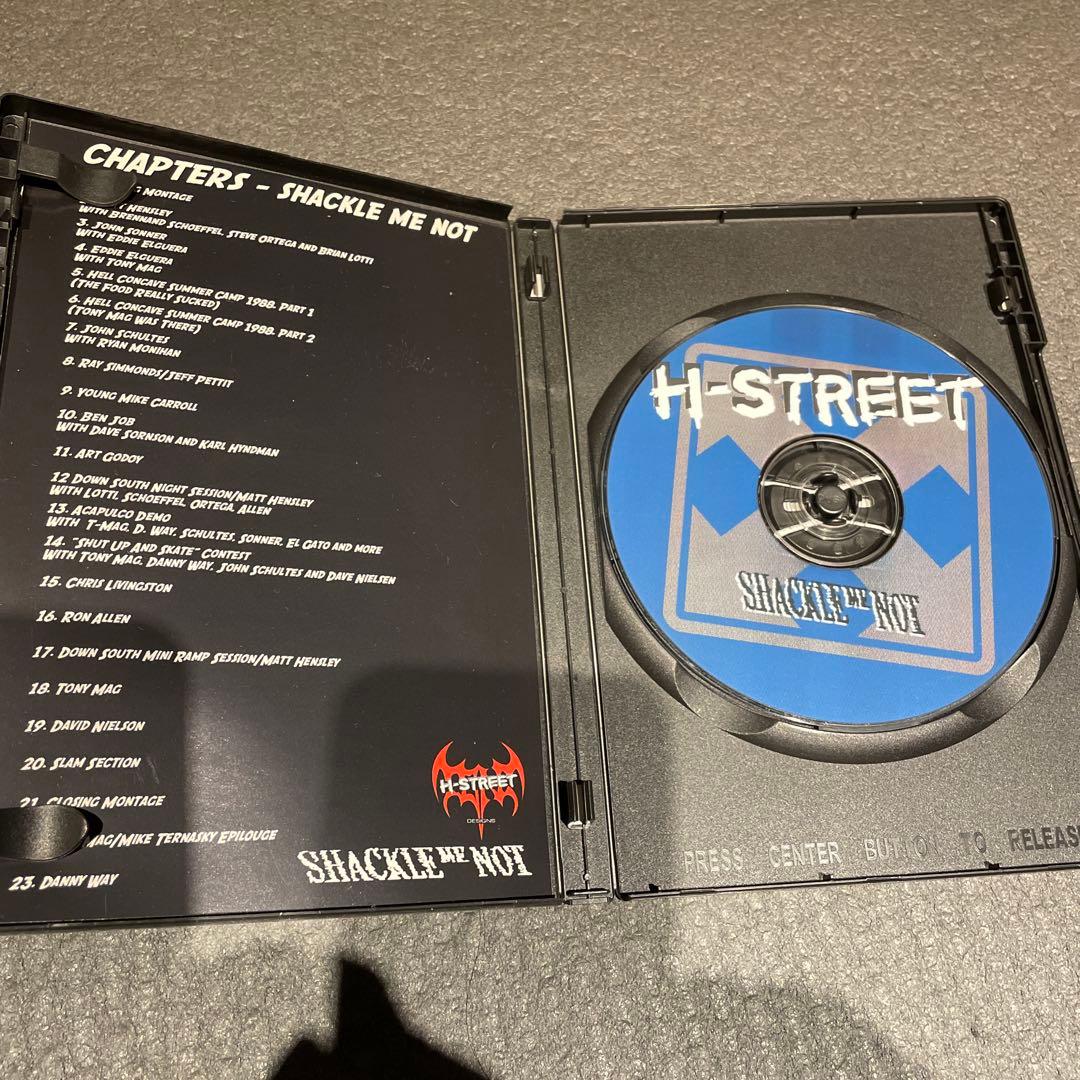 CHAPTERS - SHACKLE ME NOT
MONTAGE
HENSLEY
WITH BRENNAND SCHOEFFEL, STEVE ORTEGA AND BRIAN LOTTI
3. JOHN SONNER
WITH EDDIE ELGUERA
4. EDDIE ELGUERA
WITH TONY MAG
5. HELL CONCAVE SUMMER CAMP 1988. PART 1
(THE FOOD REALLY SUCKED)
6. HELL CONCAVE SUMMER CAMP 1988. PART 2
(TONY MAG WAS THERE)
7. JOHN SCHULTES
WITH RYAN MONIHAN
8. RAY SIMMONDS/JEFF PETTIT
9. YOUNG MIKE CARROLL
10. BEN JOB
WITH DAVE SORNSON AND KARL HYNDMAN
11. ART GODOY
12 DOWN SOUTH NIGHT SESSION/MATT HENSLEY
WITH LOTTI, SCHOEFFEL, ORTEGA, ALLEN
13. ACAPULCO DEMO
WITH T-MAG, D. WAY, SCHULTES, SONNER, EL GATO AND MORE
14. "SHUT UP AND SKATE" CONTEST
WITH TONY MAG, DANNY WAY, JOHN SCHULTES AND DAVE NIELSEN
15. CHRIS LIVINGSTON
16. RON ALLEN
17. DOWN SOUTH MINI RAMP SESSION/MATT HENSLEY
18. TONY MAG
19. DAVID NIELSON
20. SLAM SECTION
21. CLOSING MONTAGE
MAG/MIKE TERNASKY EPILOUGE
23. DANNY WAY
H-STREET
DESIGNS
SHACKLE ME NOT
H-STREET
SHACKLE ME NOT
PRESS CENTER BUTTON TO RELEAS